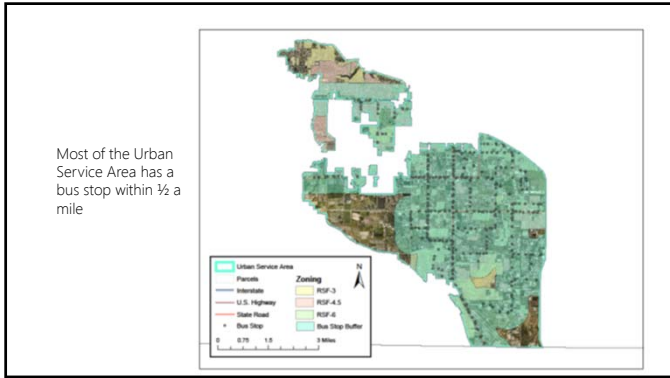 Most of the Urban
Service Area has a
bus stop within ½ a
mile
Urban Service Area
Parcels
Interstate
U.S. Highway
State Road
Bus Stop
Zoning
RSF-3
RSF-4.5
RSF-6
Bus Stop Buffer
N
0 0.75 1.5 3 Miles